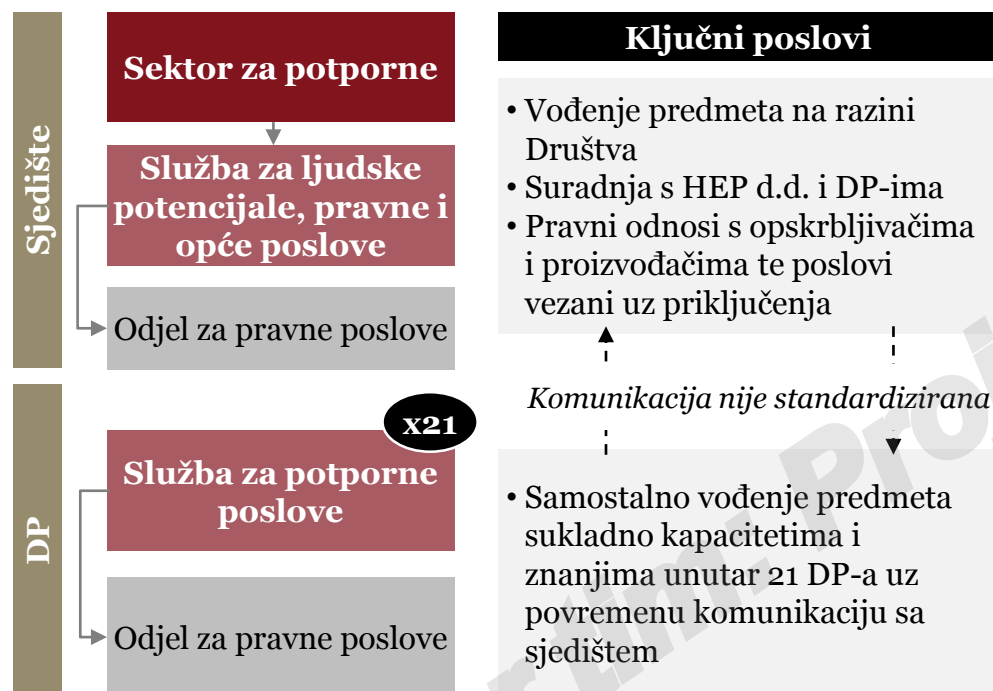 Sjedište
Sektor za potporne
Služba za ljudske
potencijale, pravne i
opće poslove
Odjel za pravne poslove
Ključni poslovi
• Vođenje predmeta na razini
Društva
• Suradnja s HEP d.d. i DP-ima
• Pravni odnosi s opskrbljivačima
i proizvođačima te poslovi
vezani uz priključenja
Komunikacija nije standardizirana
DP
x21
Služba za potporne
poslove
Odjel za pravne poslove
• Samostalno vođenje predmeta
sukladno kapacitetima i
znanjima unutar 21 DP-a uz
povremenu komunikaciju sa
sjedištem